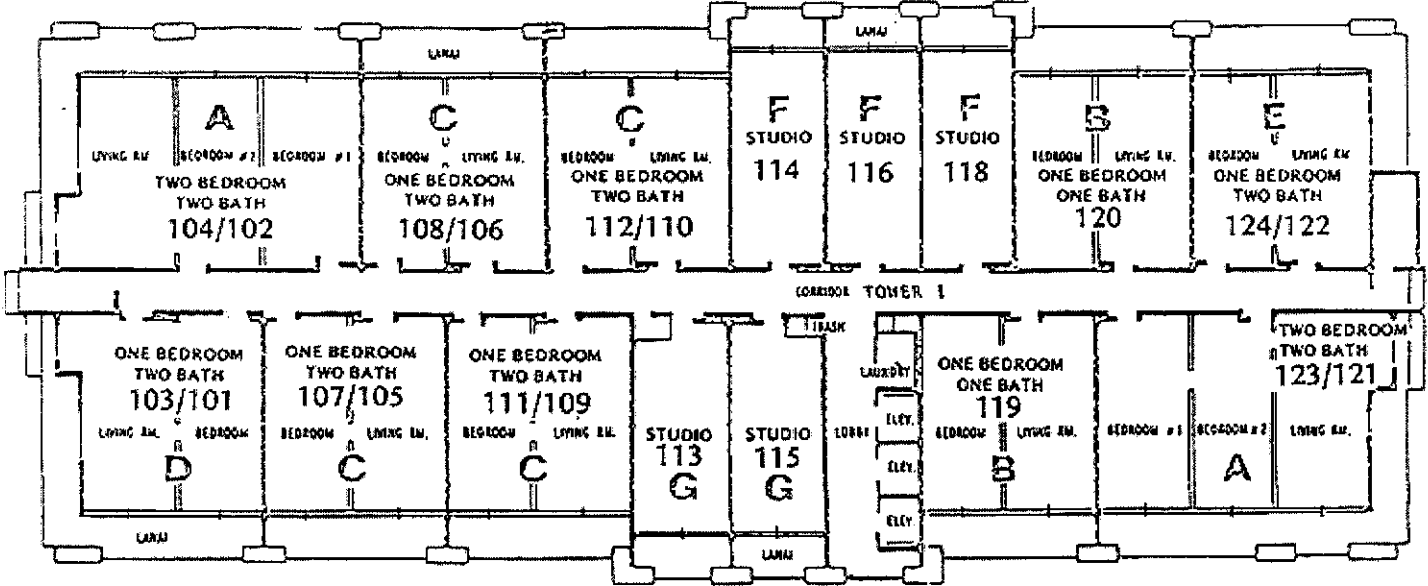 LANAI
A
LIVING RM
BEDROOM #2
BEDROOM #1
TWO BEDROOM
TWO BATH
104/102
C
BEDROOM
LIVING RM.
ONE BEDROOM
TWO BATH
108/106
C
BEDROOM
LIVING RM.
ONE BEDROOM
TWO BATH
112/110
LANAI
F
STUDIO
114
F
STUDIO
116
F
STUDIO
118
B
BEDROOM
LIVING RM.
ONE BEDROOM
ONE BATH
120
E
BEDROOM
LIVING RM
ONE BEDROOM
TWO BATH
124/122
CORRIDOR TOWER 1
ONE BEDROOM
TWO BATH
103/101
LIVING RM.
BEDROOM
D
LANAI
ONE BEDROOM
TWO BATH
107/105
BEDROOM
LIVING RM.
C
ONE BEDROOM
TWO BATH
111/109
BEDROOM
LIVING RM.
C
STUDIO
113
G
STUDIO
115
G
LANAI
TRASH
LOBBY
LAUNDRY
ELEV.
ELEV.
ELEV.
ONE BEDROOM
ONE BATH
119
BEDROOM
LIVING RM.
B
TWO BEDROOM
TWO BATH
123/121
BEDROOM #1
BEDROOM #2
LIVING RM.
A